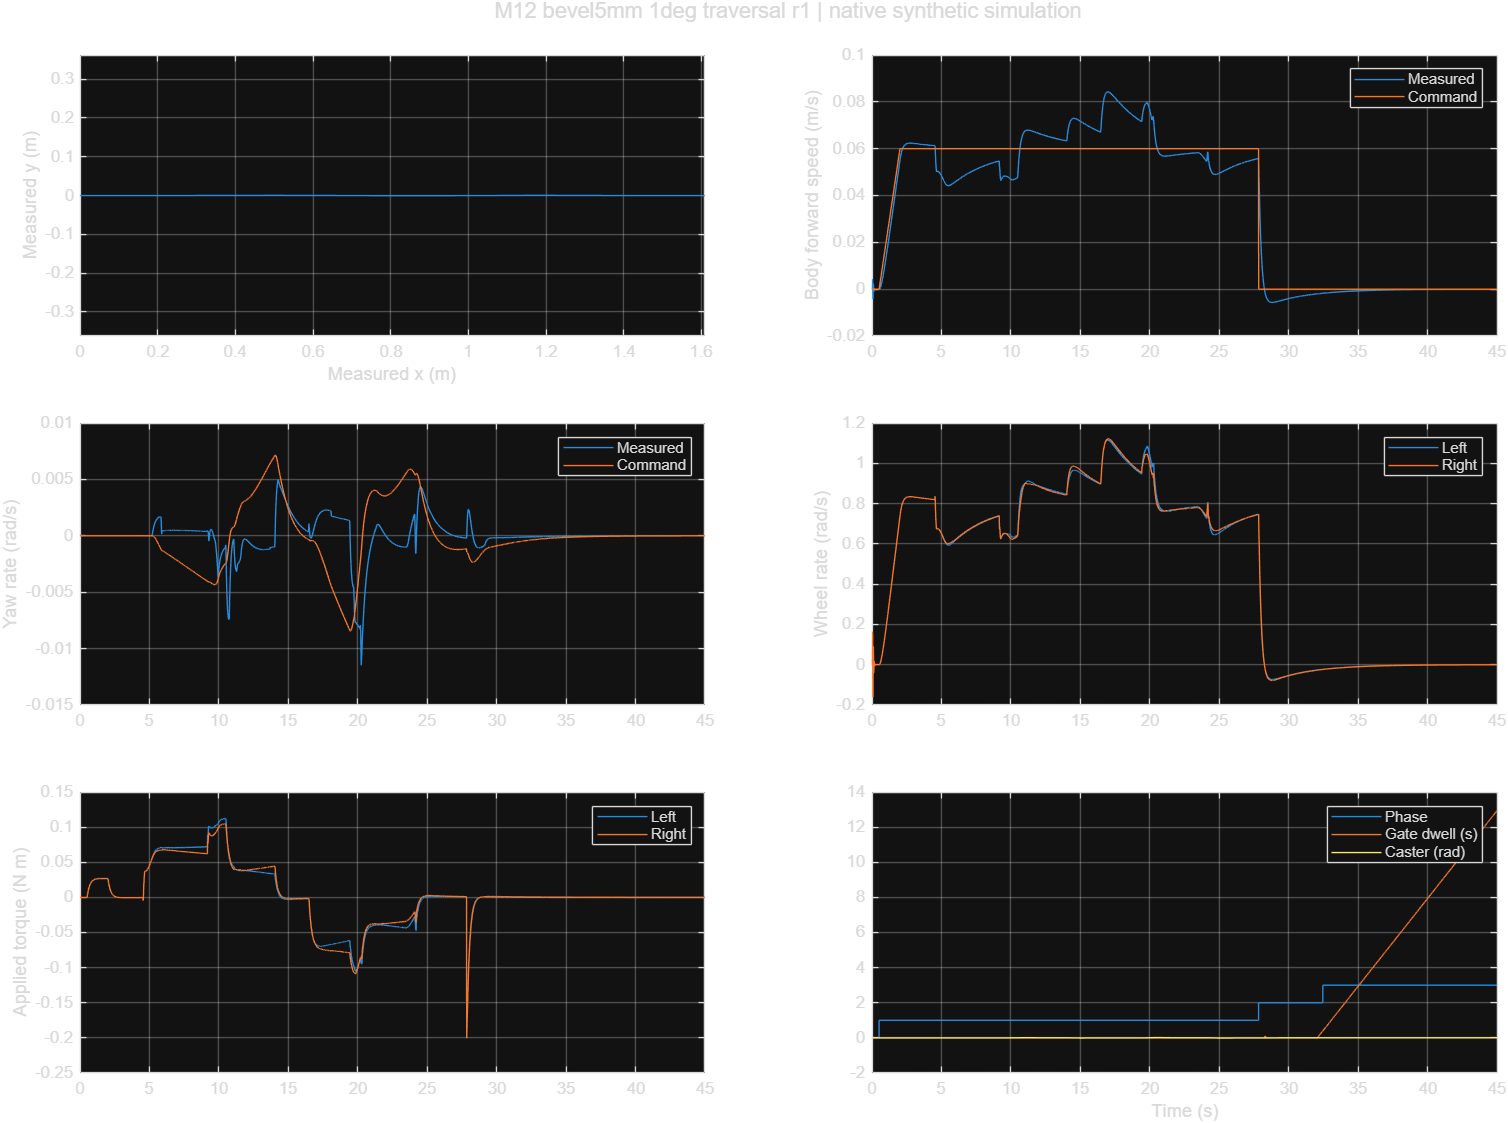 M12 bevel5mm 1deg traversal r1 | native synthetic simulation
Measured y (m)
0.3
0.2
0.1
0
-0.1
-0.2
-0.3
0 0.2 0.4 0.6 0.8 1 1.2 1.4 1.6
Measured x (m)
Body forward speed (m/s)
0.1
0.08
0.06
0.04
0.02
0
-0.02
0 5 10 15 20 25 30 35 40 45
Measured
Command
Yaw rate (rad/s)
0.01
0.005
0
-0.005
-0.01
-0.015
0 5 10 15 20 25 30 35 40 45
Measured
Command
Wheel rate (rad/s)
1.2
1
0.8
0.6
0.4
0.2
0
-0.2
0 5 10 15 20 25 30 35 40 45
Left
Right
Applied torque (N m)
0.15
0.1
0.05
0
-0.05
-0.1
-0.15
-0.2
-0.25
0 5 10 15 20 25 30 35 40 45
Left
Right
14
12
10
8
6
4
2
0
-2
0 5 10 15 20 25 30 35 40 45
Phase
Gate dwell (s)
Caster (rad)
Time (s)